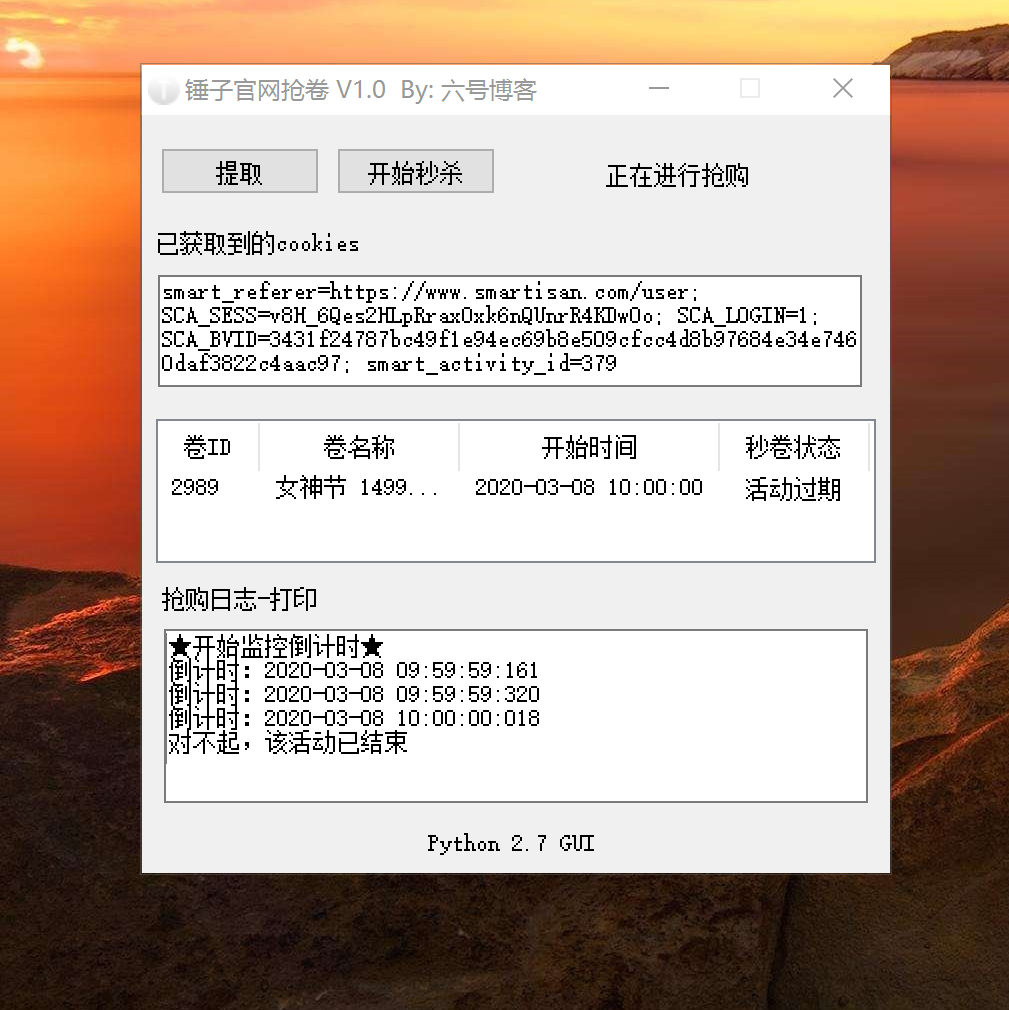 锤子官网抢卷 V1.0 By: 六号博客
提取 开始秒杀 正在进行抢购
已获取到的cookies
smart_referer=https://www.smartisan.com/user;
SCA_SESS=v8H_6Qes2HLpRraxOxk6nQUnrR4KDwOo; SCA_LOGIN=1;
SCA_BVID=3431f24787bc49f1e94ec69b8e509cfcc4d8b97684e34e746
0daf3822c4aac97; smart_activity_id=379
卷ID 卷名称 开始时间 秒卷状态
2989 女神节 1499... 2020-03-08 10:00:00 活动过期
抢购日志-打印
★开始监控倒计时★
倒计时: 2020-03-08 09:59:59:161
倒计时: 2020-03-08 09:59:59:320
倒计时: 2020-03-08 10:00:00:018
对不起，该活动已结束
Python 2.7 GUI